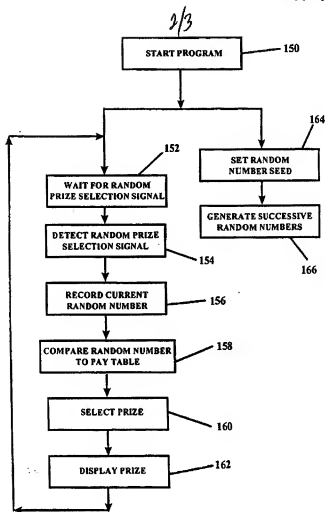 2/3
START PROGRAM
150
164
152
SET RANDOM
NUMBER SEED
WAIT FOR RANDOM
PRIZE SELECTION SIGNAL
DETECT RANDOM PRIZE
SELECTION SIGNAL
154
GENERATE SUCCESSIVE
RANDOM NUMBERS
166
RECORD CURRENT
RANDOM NUMBER
156
COMPARE RANDOM NUMBER
TO PAY TABLE
158
SELECT PRIZE
160
DISPLAY PRIZE
162